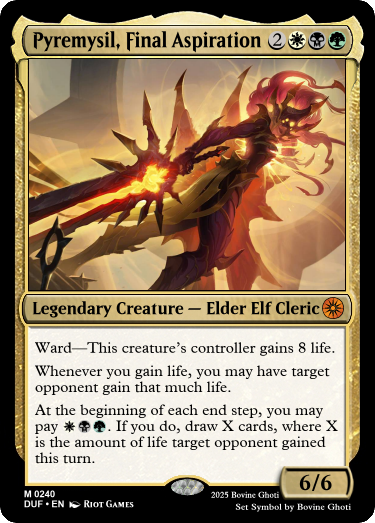 Pyremysil, Final Aspiration 2
Legendary Creature — Elder Elf Cleric
Ward—This creature's controller gains 8 life.
Whenever you gain life, you may have target
opponent gain that much life.
At the beginning of each end step, you may
pay . If you do, draw X cards, where X
is the amount of life target opponent gained
this turn.
6/6
M 0240
DUF • EN Riot Games
2025 Bovine Ghoti
Set Symbol by Bovine Ghoti